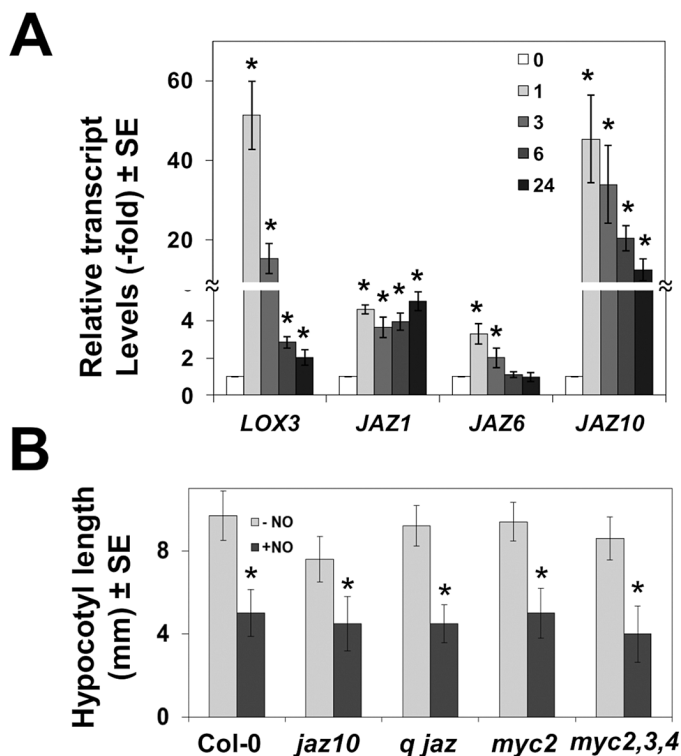 A
Relative transcript
Levels (-fold) ± SE
60
40
20
4
2
0
0
1
3
6
24
* * * * * * * * * * * * * *
≈ ≈
LOX3 JAZ1 JAZ6 JAZ10
B
Hypocotyl length
(mm) ± SE
8
4
0
- NO
+NO
* * * * *
Col-0 jaz10 q jaz myc2 myc2,3,4